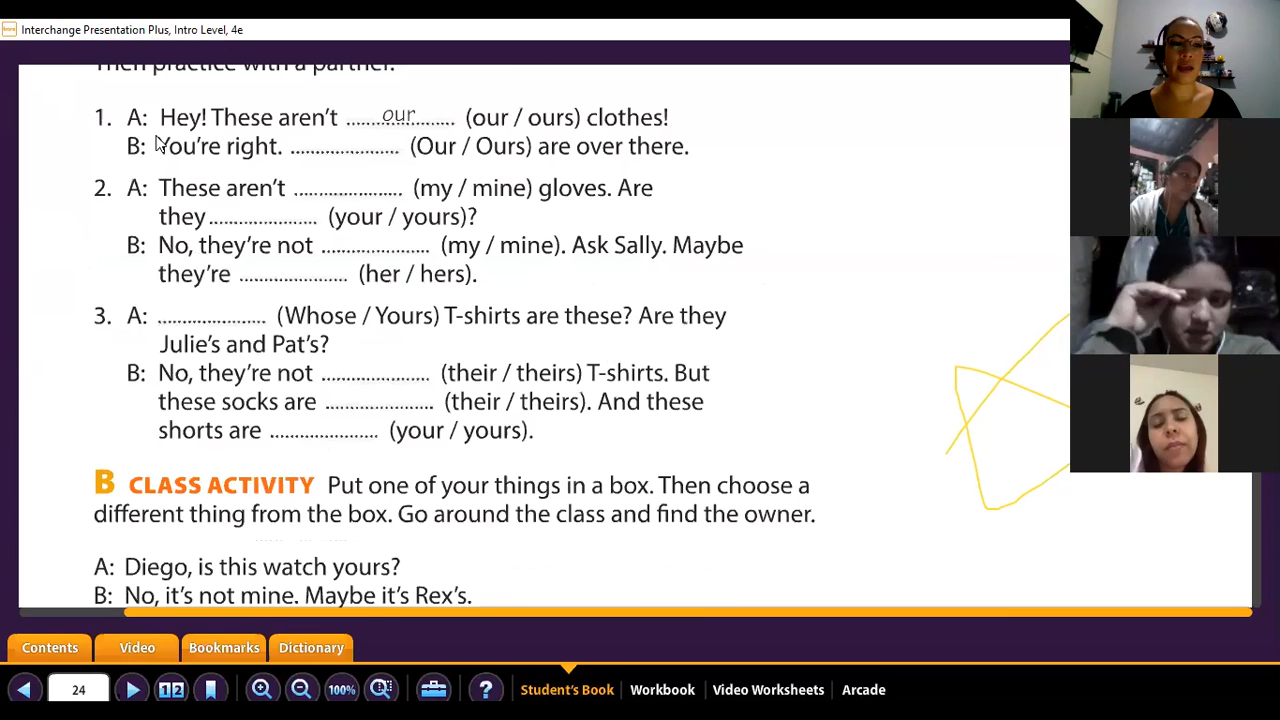 Interchange Presentation Plus, Intro Level, 4e
Then practice with a partner.
1. A: Hey! These aren't ....our.... (our / ours) clothes!
B: You're right. .................... (Our / Ours) are over there.
2. A: These aren't .................... (my / mine) gloves. Are
they .................... (your / yours)?
B: No, they're not .................... (my / mine). Ask Sally. Maybe
they're .................... (her / hers).
3. A: .................... (Whose / Yours) T-shirts are these? Are they
Julie's and Pat's?
B: No, they're not .................... (their / theirs) T-shirts. But
these socks are .................... (their / theirs). And these
shorts are .................... (your / yours).
B CLASS ACTIVITY Put one of your things in a box. Then choose a
different thing from the box. Go around the class and find the owner.
A: Diego, is this watch yours?
B: No, it's not mine. Maybe it's Rex's.
Contents Video Bookmarks Dictionary
24 12 100% ? Student's Book Workbook Video Worksheets Arcade